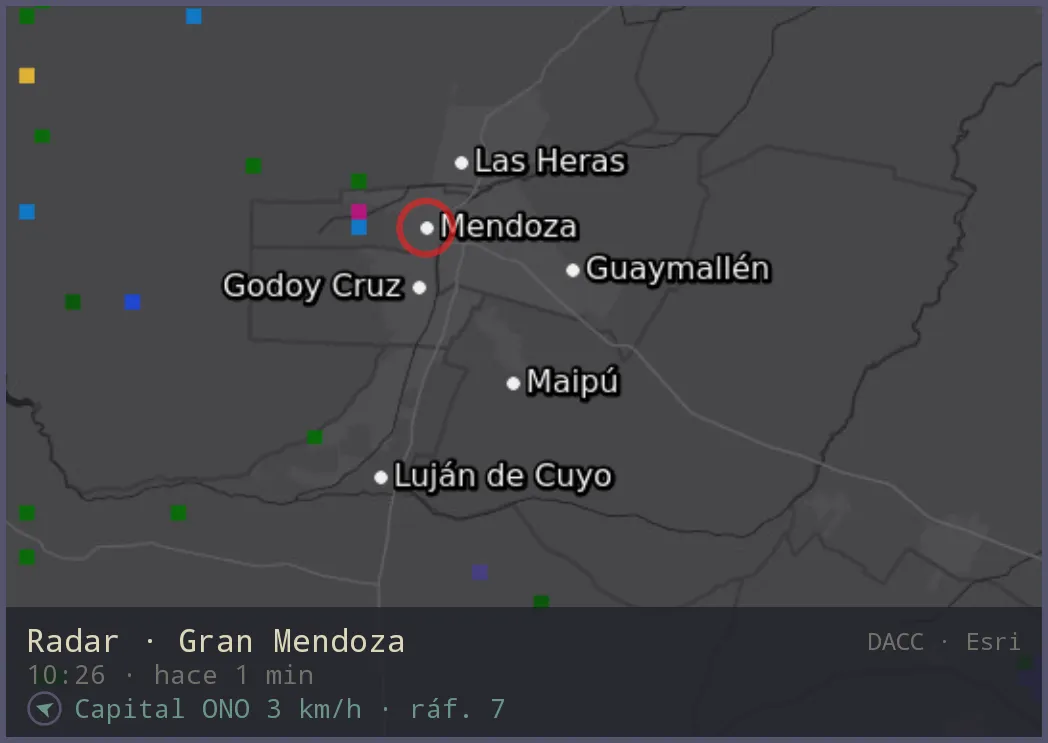 Las Heras
Mendoza
Guaymallén
Godoy Cruz
Maipú
Luján de Cuyo
Radar · Gran Mendoza
DACC · Esri
10:26 · hace 1 min
Capital ONO 3 km/h · ráf. 7